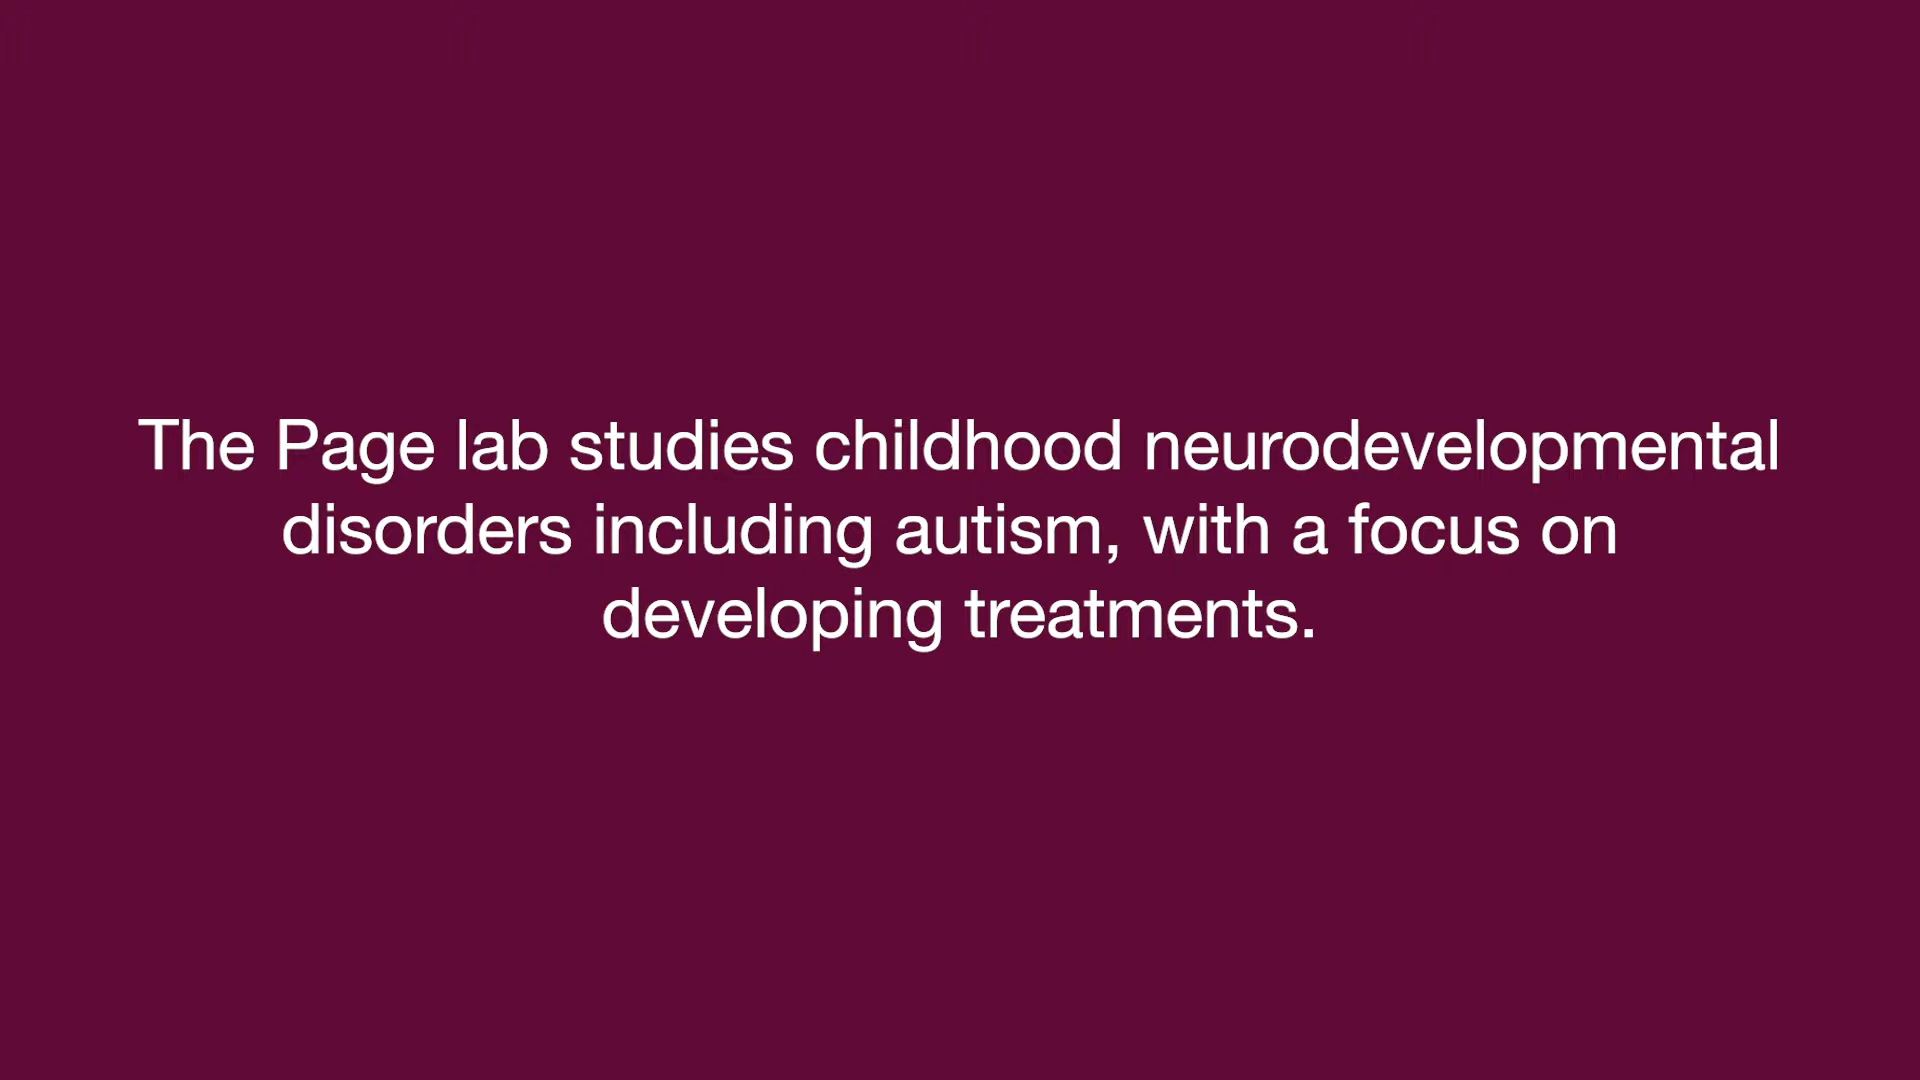 The Page lab studies childhood neurodevelopmental
disorders including autism, with a focus on
developing treatments.